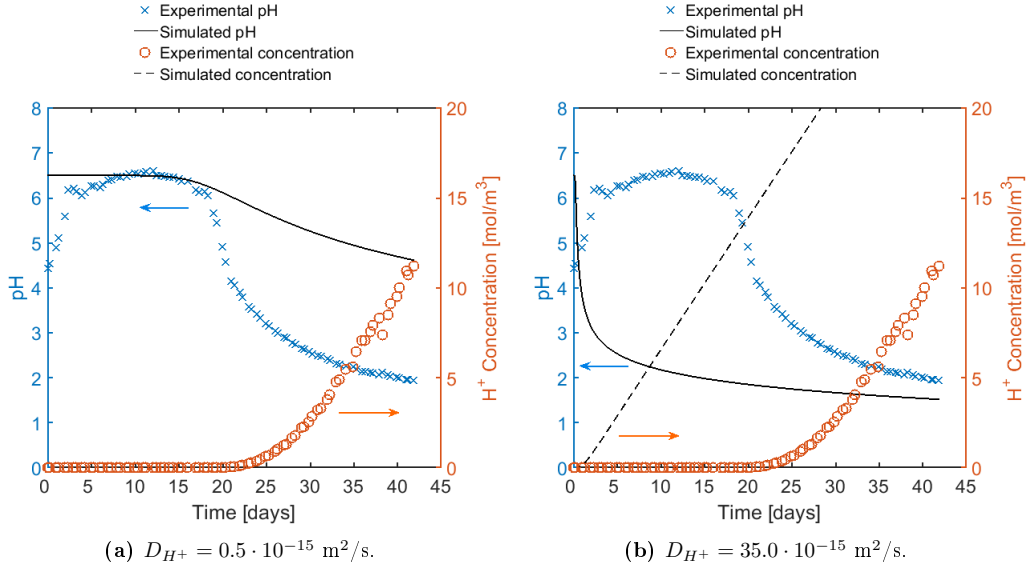 Experimental pH
Simulated pH
Experimental concentration
Simulated concentration
8
7
6
5
4
3
2
1
0
pH
20
15
10
5
0
H+ Concentration [mol/m³]
0 5 10 15 20 25 30 35 40 45
Time [days]
(a) D_H+ = 0.5 · 10⁻¹⁵ m²/s.
Experimental pH
Simulated pH
Experimental concentration
Simulated concentration
8
7
6
5
4
3
2
1
0
pH
20
15
10
5
0
H+ Concentration [mol/m³]
0 5 10 15 20 25 30 35 40 45
Time [days]
(b) D_H+ = 35.0 · 10⁻¹⁵ m²/s.